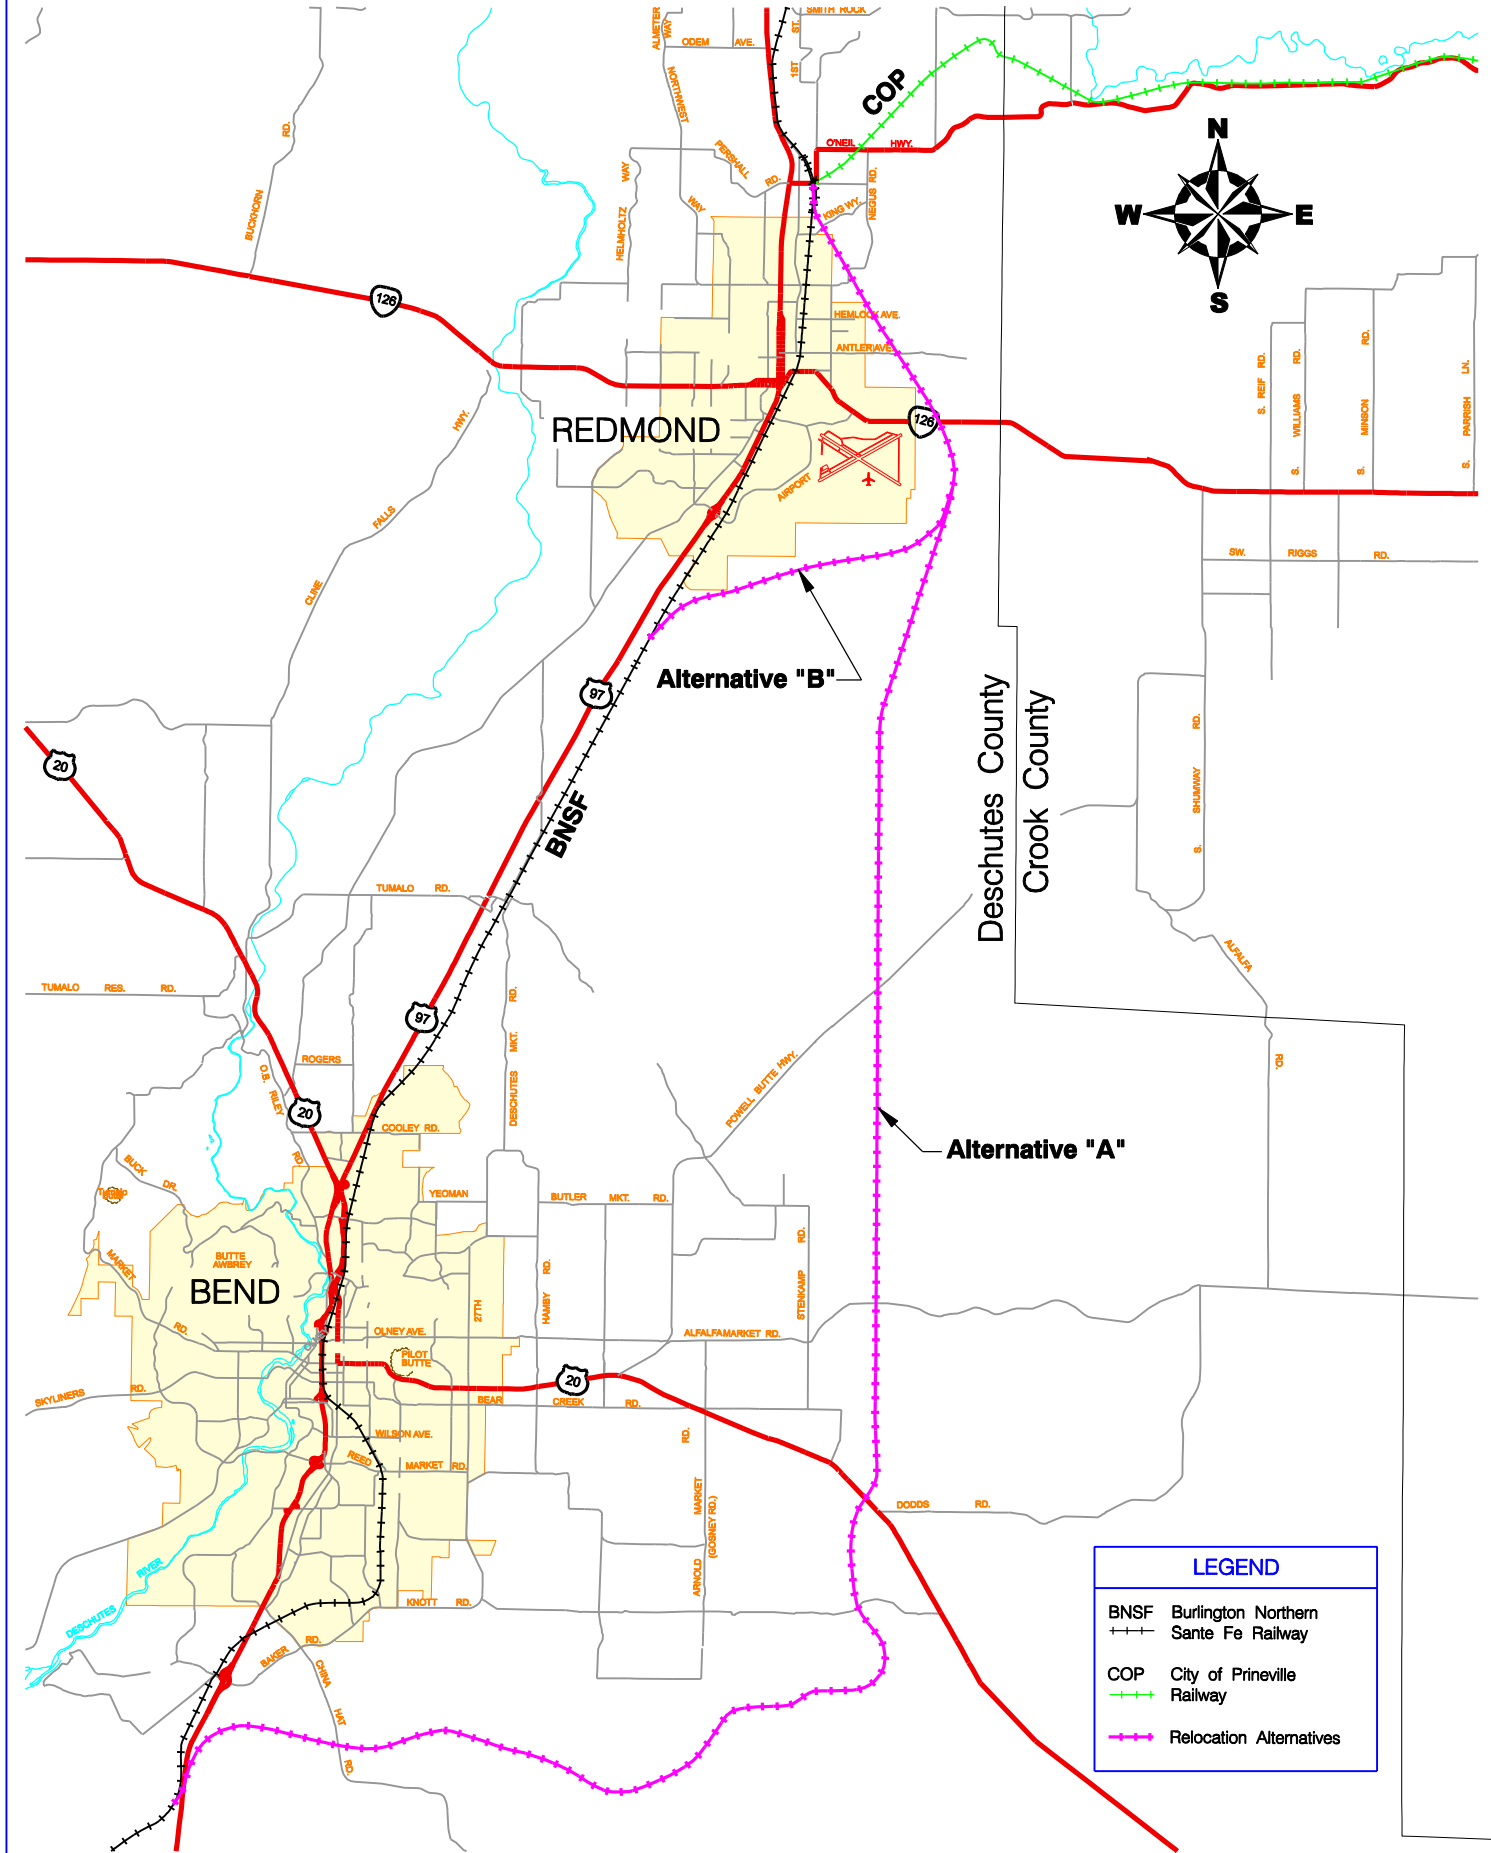 SMITH ROCK
ALMETER
WAY
ODEM AVE.
1ST ST.
NORTHWEST
WAY
COP
BUCKHORN RD.
PERSHALL
RD.
O'NEIL HWY.
HELMHOLTZ WAY
NEGUS RD.
KING WY.
N
W E
S
126
HEMLOCK AVE.
ANTLER AVE.
REDMOND
126
AIRPORT
S. REIF RD.
S. WILLIAMS RD.
S. MINSON RD.
S. PARRISH LN.
CLINE FALLS HWY.
SW. RIGGS RD.
Alternative "B"
97
20
BNSF
Deschutes County
Crook County
S. SHUMWAY RD.
TUMALO RD.
ALFALFA
RD.
TUMALO RES. RD.
97
DESCHUTES MKT. RD.
ROGERS
O.B. RILEY
RD.
20
POWELL BUTTE HWY.
COOLEY RD.
Alternative "A"
BUCK DR.
YEOMAN
BUTLER MKT. RD.
MARKET
RD.
BUTTE
AWBREY
BEND
27TH
HAMBY RD.
STENKAMP RD.
OLNEY AVE.
ALFALFA MARKET RD.
PILOT
BUTTE
20
SKYLINERS RD.
BEAR CREEK RD.
WILSON AVE.
REED MARKET RD.
ARNOLD MARKET RD.
(GOSNEY RD.)
DODDS RD.
DESCHUTES RIVER
KNOTT RD.
BAKER RD.
CHINA HAT RD.
LEGEND
BNSF Burlington Northern
Sante Fe Railway
COP City of Prineville
Railway
Relocation Alternatives